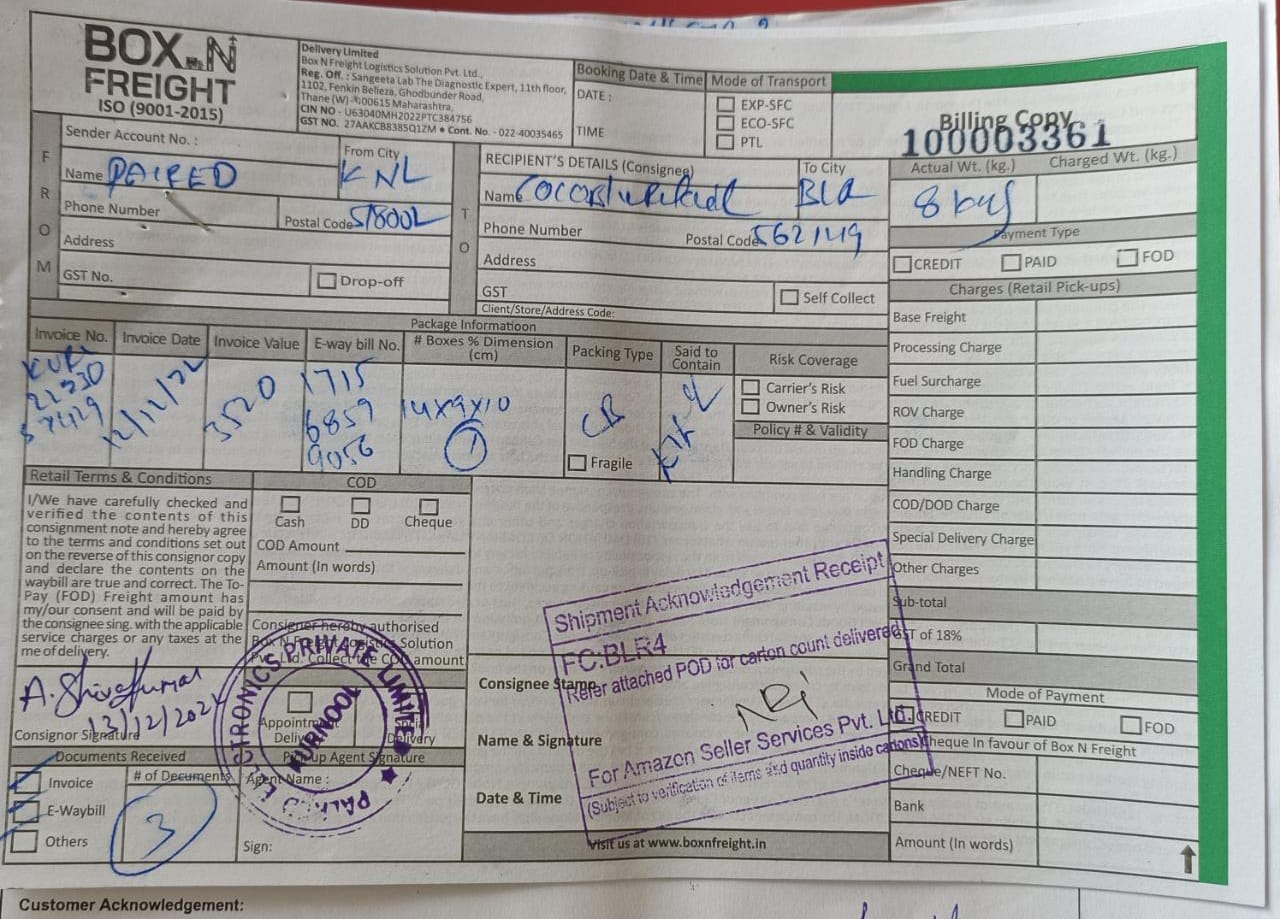 BOX N
FREIGHT
ISO (9001-2015)
Delivery Limited
Box N Freight Logistics Solution Pvt. Ltd.,
Reg. Off. : Sangeeta Lab The Diagnostic Expert, 11th floor,
1102, Fenkin Belleza, Ghodbunder Road,
Thane (W) - 400615 Maharashtra,
CIN NO - U63040MH2022PTC384756
GST NO. 27AAKCB8385Q1ZM • Cont. No. - 022-40035465
Booking Date & Time
DATE :
TIME
Mode of Transport
EXP-SFC
ECO-SFC
PTL
Billing Copy
100003361
FROM
Sender Account No. :
Name PAIRED
From City
KNL
Phone Number
Postal Code 518002
Address
GST No.
Drop-off
TO
RECIPIENT'S DETAILS (Consignee)
Name
To City
BLR
Phone Number
Postal Code 562149
Address
GST
Self Collect
Client/Store/Address Code:
Actual Wt. (kg.)
Charged Wt. (kg.)
8
Payment Type
CREDIT PAID FOD
Charges (Retail Pick-ups)
Base Freight
Processing Charge
Fuel Surcharge
ROV Charge
FOD Charge
Handling Charge
COD/DOD Charge
Special Delivery Charge
Other Charges
Sub-total
GST of 18%
Grand Total
Mode of Payment
CREDIT PAID FOD
Cheque In favour of Box N Freight
Cheque/NEFT No.
Bank
Amount (In words)
Package Informatioon
Invoice No.
Invoice Date
12/12/24
Invoice Value
3520
E-way bill No.
1715
6859
9056
# Boxes % Dimension
(cm)
14x9x10
1
Packing Type
CB
Fragile
Said to
Contain
Risk Coverage
Carrier's Risk
Owner's Risk
Policy # & Validity
Retail Terms & Conditions
I/We have carefully checked and
verified the contents of this
consignment note and hereby agree
to the terms and conditions set out
on the reverse of this consignor copy
and declare the contents on the
waybill are true and correct. The To-
Pay (FOD) Freight amount has
my/our consent and will be paid by
the consignee sing. with the applicable
service charges or any taxes at the
me of delivery.
A. Shiva Kumar
13/12/2024
Consignor Signature
COD
Cash DD Cheque
COD Amount
Amount (In words)
Consigner hereby authorised
Box N Freight Logistics Solution
Pvt. Ltd. Collect the COD amount
Appointment
Delivery
Delivery
Pick-up Agent Signature
Agent Name :
Sign:
ELECTRONICS PRIVATE LIMITED
KURNOOL
Documents Received
Invoice
E-Waybill
Others
# of Documents
3
Consignee Stamp
Name & Signature
Date & Time
Shipment Acknowledgement Receipt
FC:BLR4
Refer attached POD for carton count delivered
For Amazon Seller Services Pvt. Ltd.
(Subject to verification of items and quantity inside cartons)
Visit us at www.boxnfreight.in
Customer Acknowledgement: